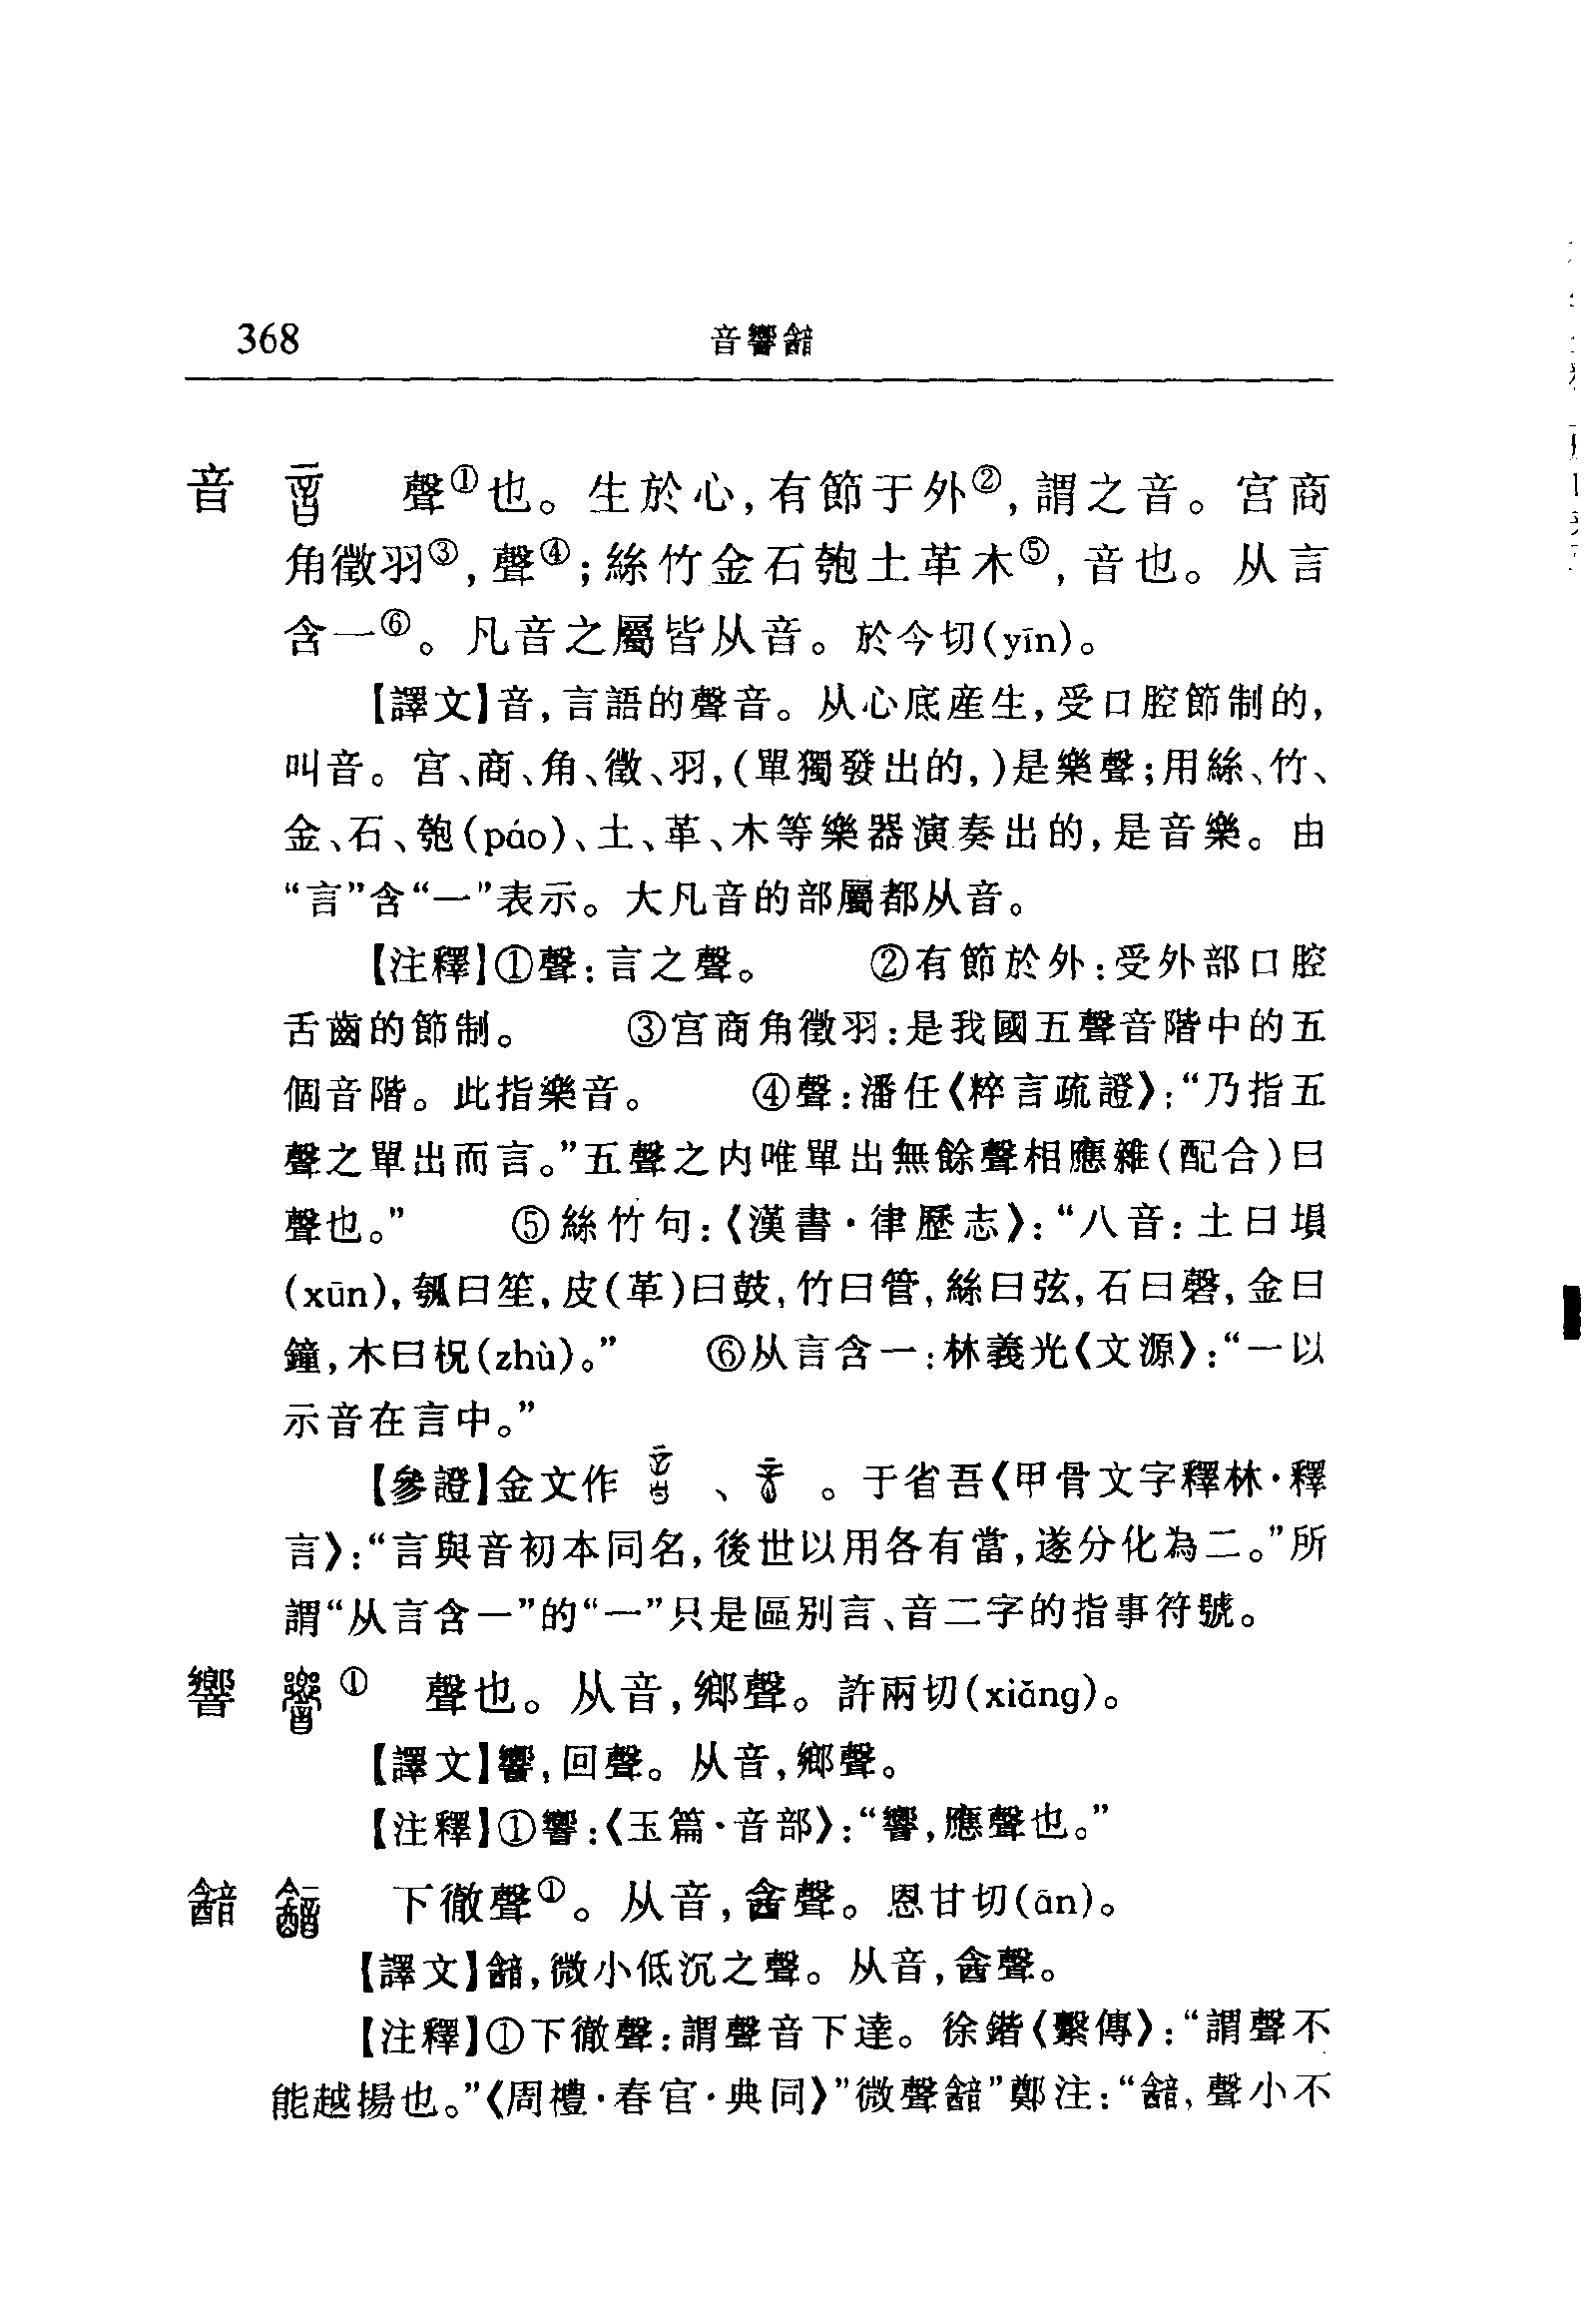 368 音響韽
音 聲①也。生於心,有節于外②,謂之音。宫商
角徵羽③,聲④;絲竹金石匏土革木⑤,音也。从言
含一⑥。凡音之屬皆从音。於今切(yīn)。
【譯文】音,言語的聲音。从心底産生,受口腔節制的,
叫音。宫、商、角、徵、羽,(單獨發出的,)是樂聲;用絲、竹、
金、石、匏(páo)、土、革、木等樂器演奏出的,是音樂。由
“言”含“一”表示。大凡音的部屬都从音。
【注釋】①聲:言之聲。 ②有節於外:受外部口腔
舌齒的節制。 ③宫商角徵羽:是我國五聲音階中的五
個音階。此指樂音。 ④聲:潘任《粹言疏證》:“乃指五
聲之單出而言。”五聲之内唯單出無餘聲相應雜(配合)曰
聲也。” ⑤絲竹句:《漢書·律歷志》:“八音:土曰塤
(xūn),匏曰笙,皮(革)曰鼓,竹曰管,絲曰弦,石曰磬,金曰
鐘,木曰柷(zhù)。” ⑥从言含一:林義光《文源》:“一以
示音在言中。”
【參證】金文作 、 。于省吾《甲骨文字釋林·釋
言》:“言與音初本同名,後世以用各有當,遂分化為二。”所
謂“从言含一”的“一”只是區别言、音二字的指事符號。
響 ① 聲也。从音,鄉聲。許兩切(xiǎng)。
【譯文】響,回聲。从音,鄉聲。
【注釋】①響:《玉篇·音部》:“響,應聲也。”
韽 下徹聲①。从音,酓聲。恩甘切(ān)。
【譯文】韽,微小低沉之聲。从音,酓聲。
【注釋】①下徹聲:謂聲音下達。徐鍇《繫傳》:“謂聲不
能越揚也。”《周禮·春官·典同》”微聲韽”鄭注:“韽,聲小不